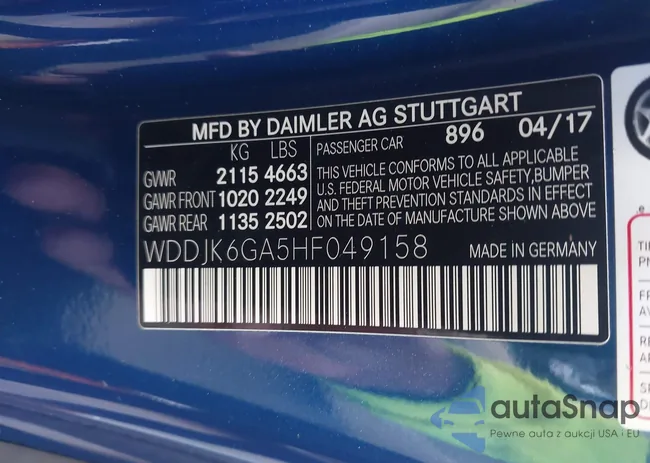 MFD BY DAIMLER AG STUTTGART
KG LBS
GVWR 2115 4663
GAWR FRONT 1020 2249
GAWR REAR 1135 2502
PASSENGER CAR 896 04/17
THIS VEHICLE CONFORMS TO ALL APPLICABLE
U.S. FEDERAL MOTOR VEHICLE SAFETY,BUMPER
AND THEFT PREVENTION STANDARDS IN EFFECT
ON THE DATE OF MANUFACTURE SHOWN ABOVE
WDDJK6GA5HF049158 MADE IN GERMANY
autaSnap
Pewne auta z aukcji USA i EU